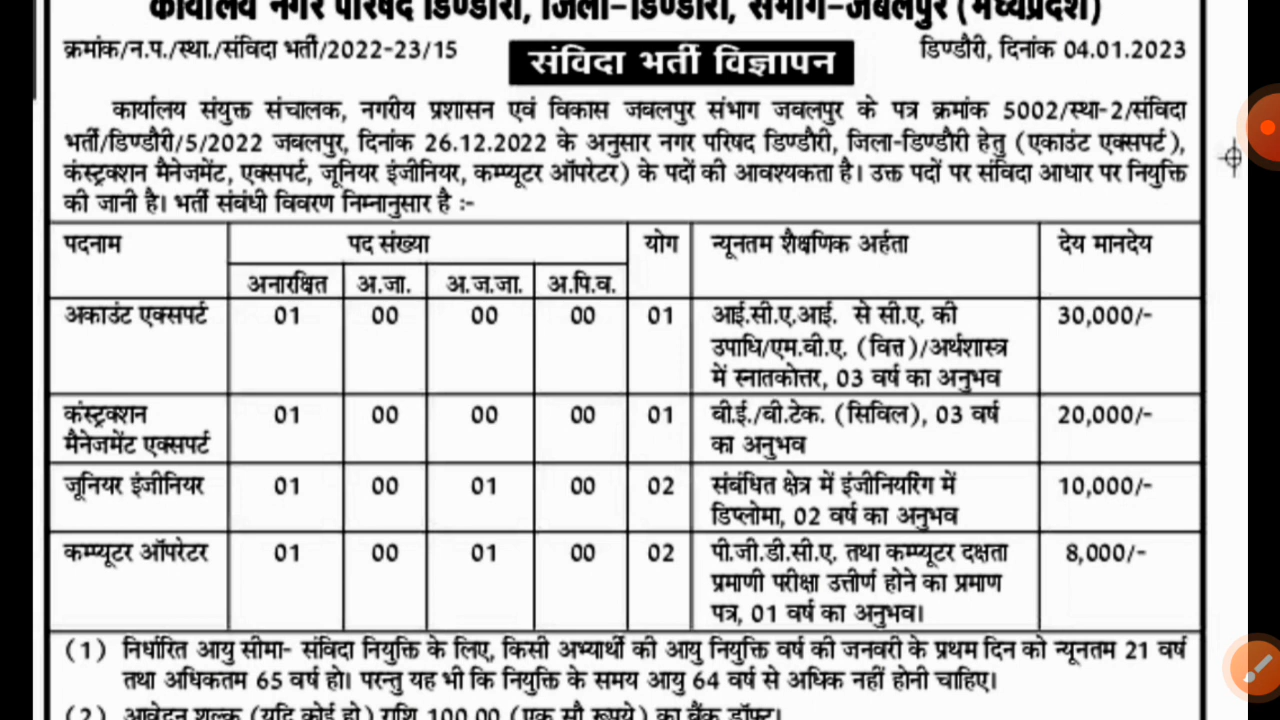 कार्यालय नगर परिषद डिण्डौरी, जिला-डिण्डौरी, संभाग-जबलपुर (मध्यप्रदेश)
क्रमांक/न.प./स्था./संविदा भर्ती/2022-23/15
संविदा भर्ती विज्ञापन
डिण्डौरी, दिनांक 04.01.2023
कार्यालय संयुक्त संचालक, नगरीय प्रशासन एवं विकास जबलपुर संभाग जबलपुर के पत्र क्रमांक 5002/स्था-2/संविदा
भर्ती/डिण्डौरी/5/2022 जबलपुर, दिनांक 26.12.2022 के अनुसार नगर परिषद डिण्डौरी, जिला-डिण्डौरी हेतु (एकाउंट एक्सपर्ट),
कंस्ट्रक्शन मैनेजमेंट, एक्सपर्ट, जूनियर इंजीनियर, कम्प्यूटर ऑपरेटर) के पदों की आवश्यकता है। उक्त पदों पर संविदा आधार पर नियुक्ति
की जानी है। भर्ती संबंधी विवरण निम्नानुसार है :-
पदनाम पद संख्या योग न्यूनतम शैक्षणिक अर्हता देय मानदेय
अनारक्षित अ.जा. अ.ज.जा. अ.पि.व.
अकाउंट एक्सपर्ट 01 00 00 00 01 आई.सी.ए.आई. से सी.ए. की 30,000/-
उपाधि/एम.बी.ए. (वित्त)/अर्थशास्त्र
में स्नातकोत्तर, 03 वर्ष का अनुभव
कंस्ट्रक्शन 01 00 00 00 01 बी.ई./बी.टेक. (सिविल), 03 वर्ष 20,000/-
मैनेजमेंट एक्सपर्ट का अनुभव
जूनियर इंजीनियर 01 00 01 00 02 संबंधित क्षेत्र में इंजीनियरिंग में 10,000/-
डिप्लोमा, 02 वर्ष का अनुभव
कम्प्यूटर ऑपरेटर 01 00 01 00 02 पी.जी.डी.सी.ए. तथा कम्प्यूटर दक्षता 8,000/-
प्रमाणी परीक्षा उत्तीर्ण होने का प्रमाण
पत्र, 01 वर्ष का अनुभव।
(1) निर्धारित आयु सीमा- संविदा नियुक्ति के लिए, किसी अभ्यार्थी की आयु नियुक्ति वर्ष की जनवरी के प्रथम दिन को न्यूनतम 21 वर्ष
तथा अधिकतम 65 वर्ष हो। परन्तु यह भी कि नियुक्ति के समय आयु 64 वर्ष से अधिक नहीं होनी चाहिए।
(2) आवेदन शुल्क (यदि कोई हो) राशि 100.00 (एक सौ रूपये) का बैंक ड्रॉफ्ट।